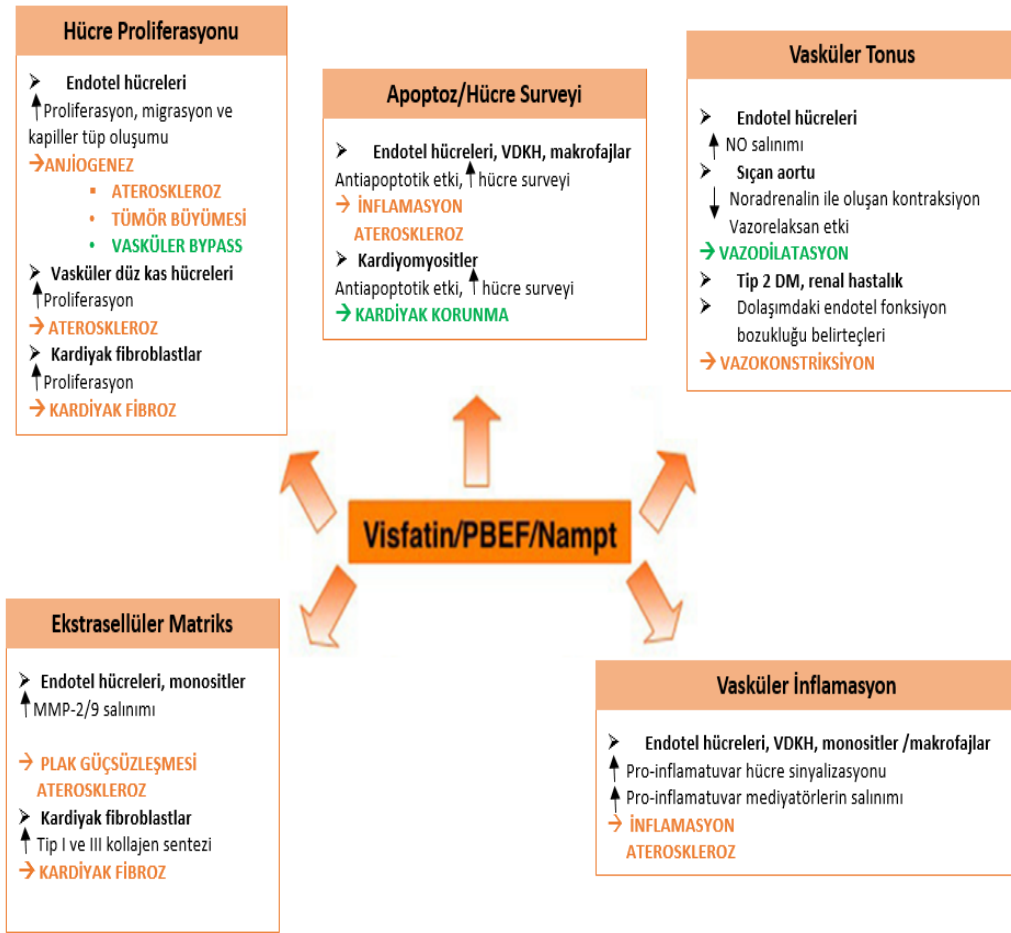 Hücre Proliferasyonu
➤ Endotel hücreleri
↑Proliferasyon, migrasyon ve
kapiller tüp oluşumu
→ANJİOGENEZ
▪ ATEROSKLEROZ
• TÜMÖR BÜYÜMESİ
• VASKÜLER BYPASS
➤ Vasküler düz kas hücreleri
↑Proliferasyon
→ ATEROSKLEROZ
➤ Kardiyak fibroblastlar
↑Proliferasyon
→ KARDİYAK FİBROZ
Apoptoz/Hücre Surveyi
➤ Endotel hücreleri, VDKH, makrofajlar
Antiapoptotik etki, ↑ hücre surveyi
→ İNFLAMASYON
ATEROSKLEROZ
➤ Kardiyomyositler
Antiapoptotik etki, ↑ hücre surveyi
→ KARDİYAK KORUNMA
Vasküler Tonus
➤ Endotel hücreleri
↑ NO salınımı
➤ Sıçan aortu
↓ Noradrenalin ile oluşan kontraksiyon
Vazorelaksan etki
→ VAZODİLATASYON
➤ Tip 2 DM, renal hastalık
➤ Dolaşımdaki endotel fonksiyon
bozukluğu belirteçleri
→ VAZOKONSTRİKSİYON
Visfatin/PBEF/Nampt
Ekstrasellüler Matriks
➤ Endotel hücreleri, monositler
↑MMP-2/9 salınımı
→ PLAK GÜÇSÜZLEŞMESİ
ATEROSKLEROZ
➤ Kardiyak fibroblastlar
↑ Tip I ve III kollajen sentezi
→ KARDİYAK FİBROZ
Vasküler İnflamasyon
➤ Endotel hücreleri, VDKH, monositler /makrofajlar
↑ Pro-inflamatuvar hücre sinyalizasyonu
↑ Pro-inflamatuvar mediyatörlerin salınımı
→ İNFLAMASYON
ATEROSKLEROZ